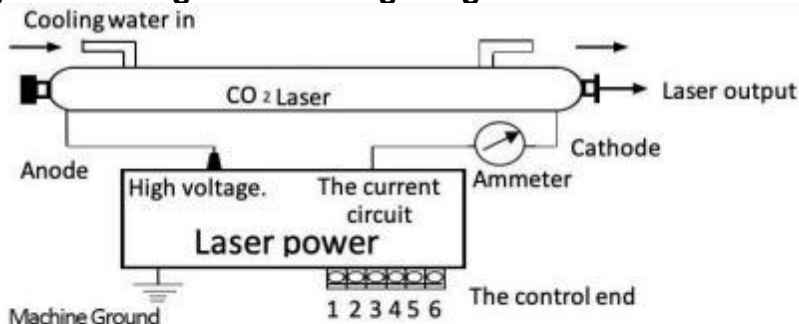 Cooling water in
CO 2 Laser
Laser output
Anode
Cathode
Ammeter
High voltage.
The current
circuit
Laser power
Machine Ground
1 2 3 4 5 6
The control end